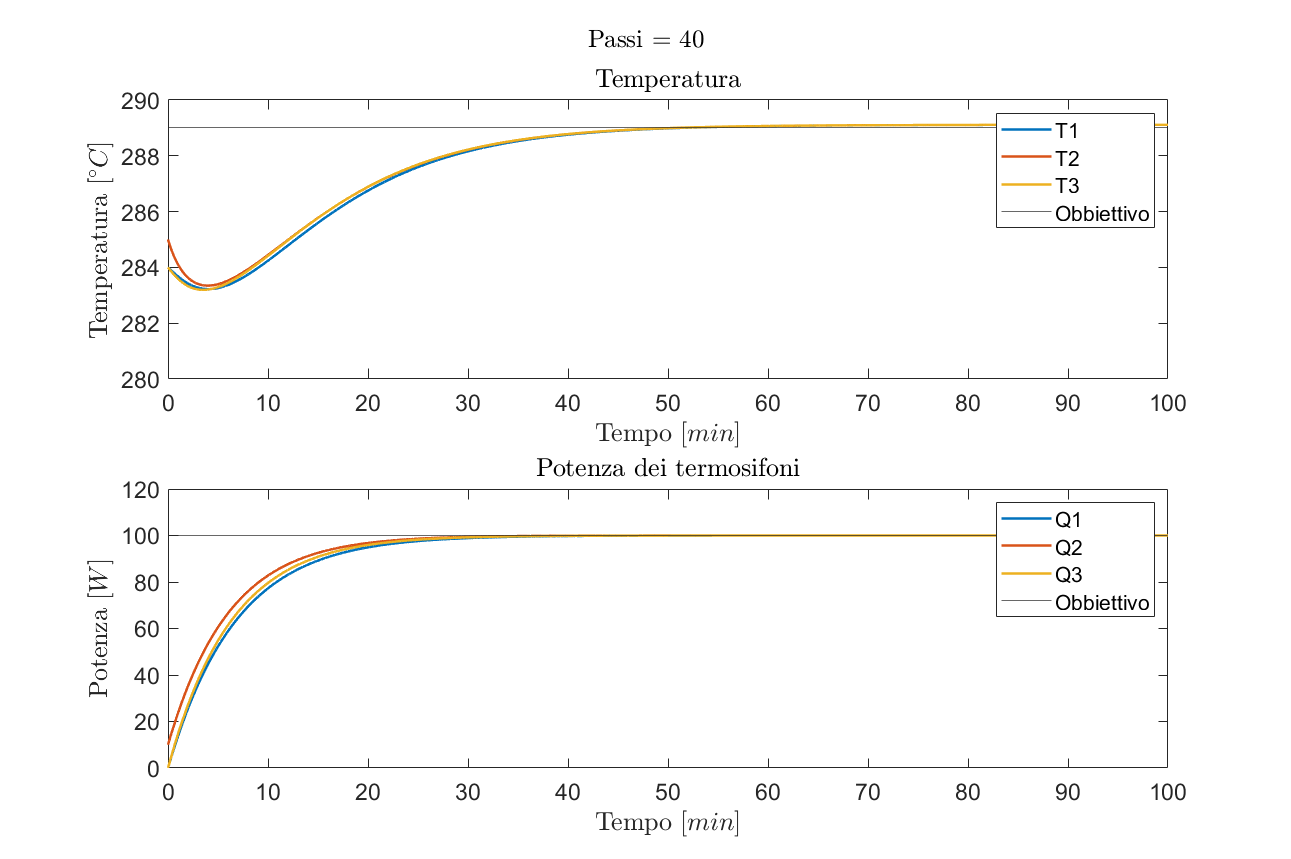 Passi = 40
Temperatura
Temperatura [°C]
290
288
286
284
282
280
0 10 20 30 40 50 60 70 80 90 100
Tempo [min]
T1
T2
T3
Obbiettivo
Potenza dei termosifoni
Potenza [W]
120
100
80
60
40
20
0
0 10 20 30 40 50 60 70 80 90 100
Tempo [min]
Q1
Q2
Q3
Obbiettivo